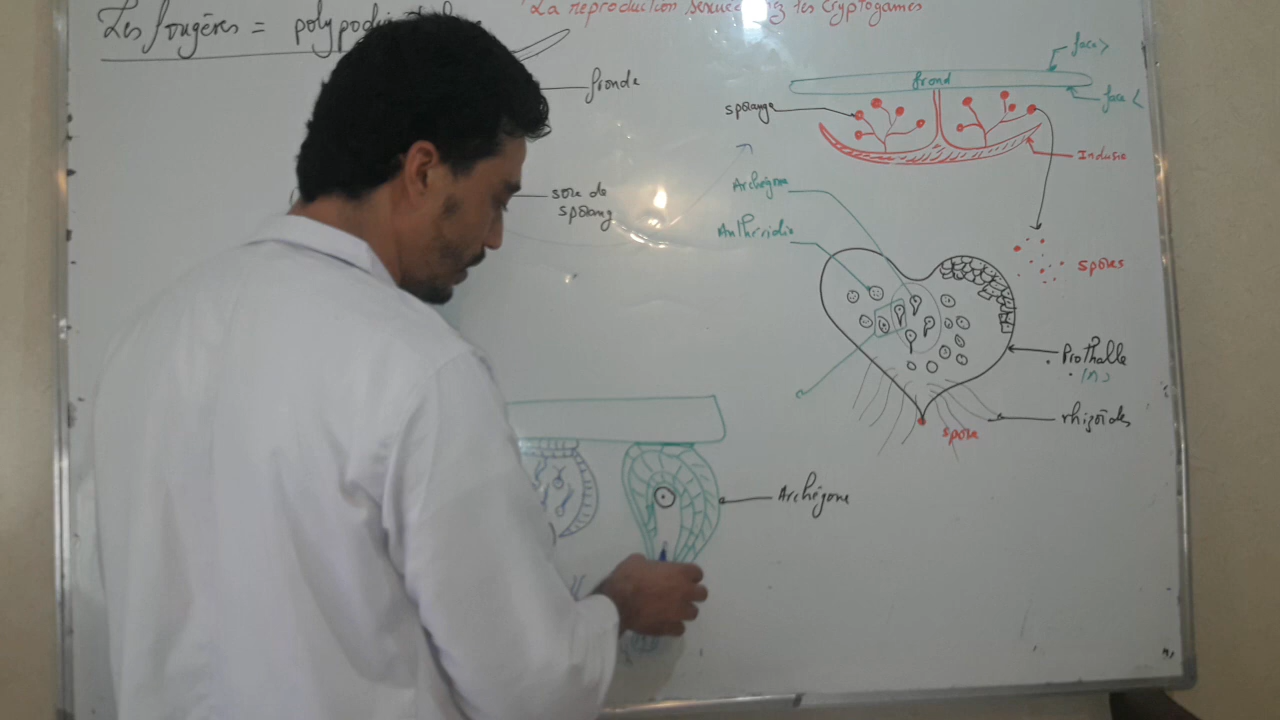 Les fougères = polypodi
La reproduction sexuée chez les Cryptogames
fronde
sore de
sporang
face >
frond
face <
sporange
Indusie
Archégone
Anthéridie
spores
Prothalle
(n)
rhizoïdes
spore
Archégone